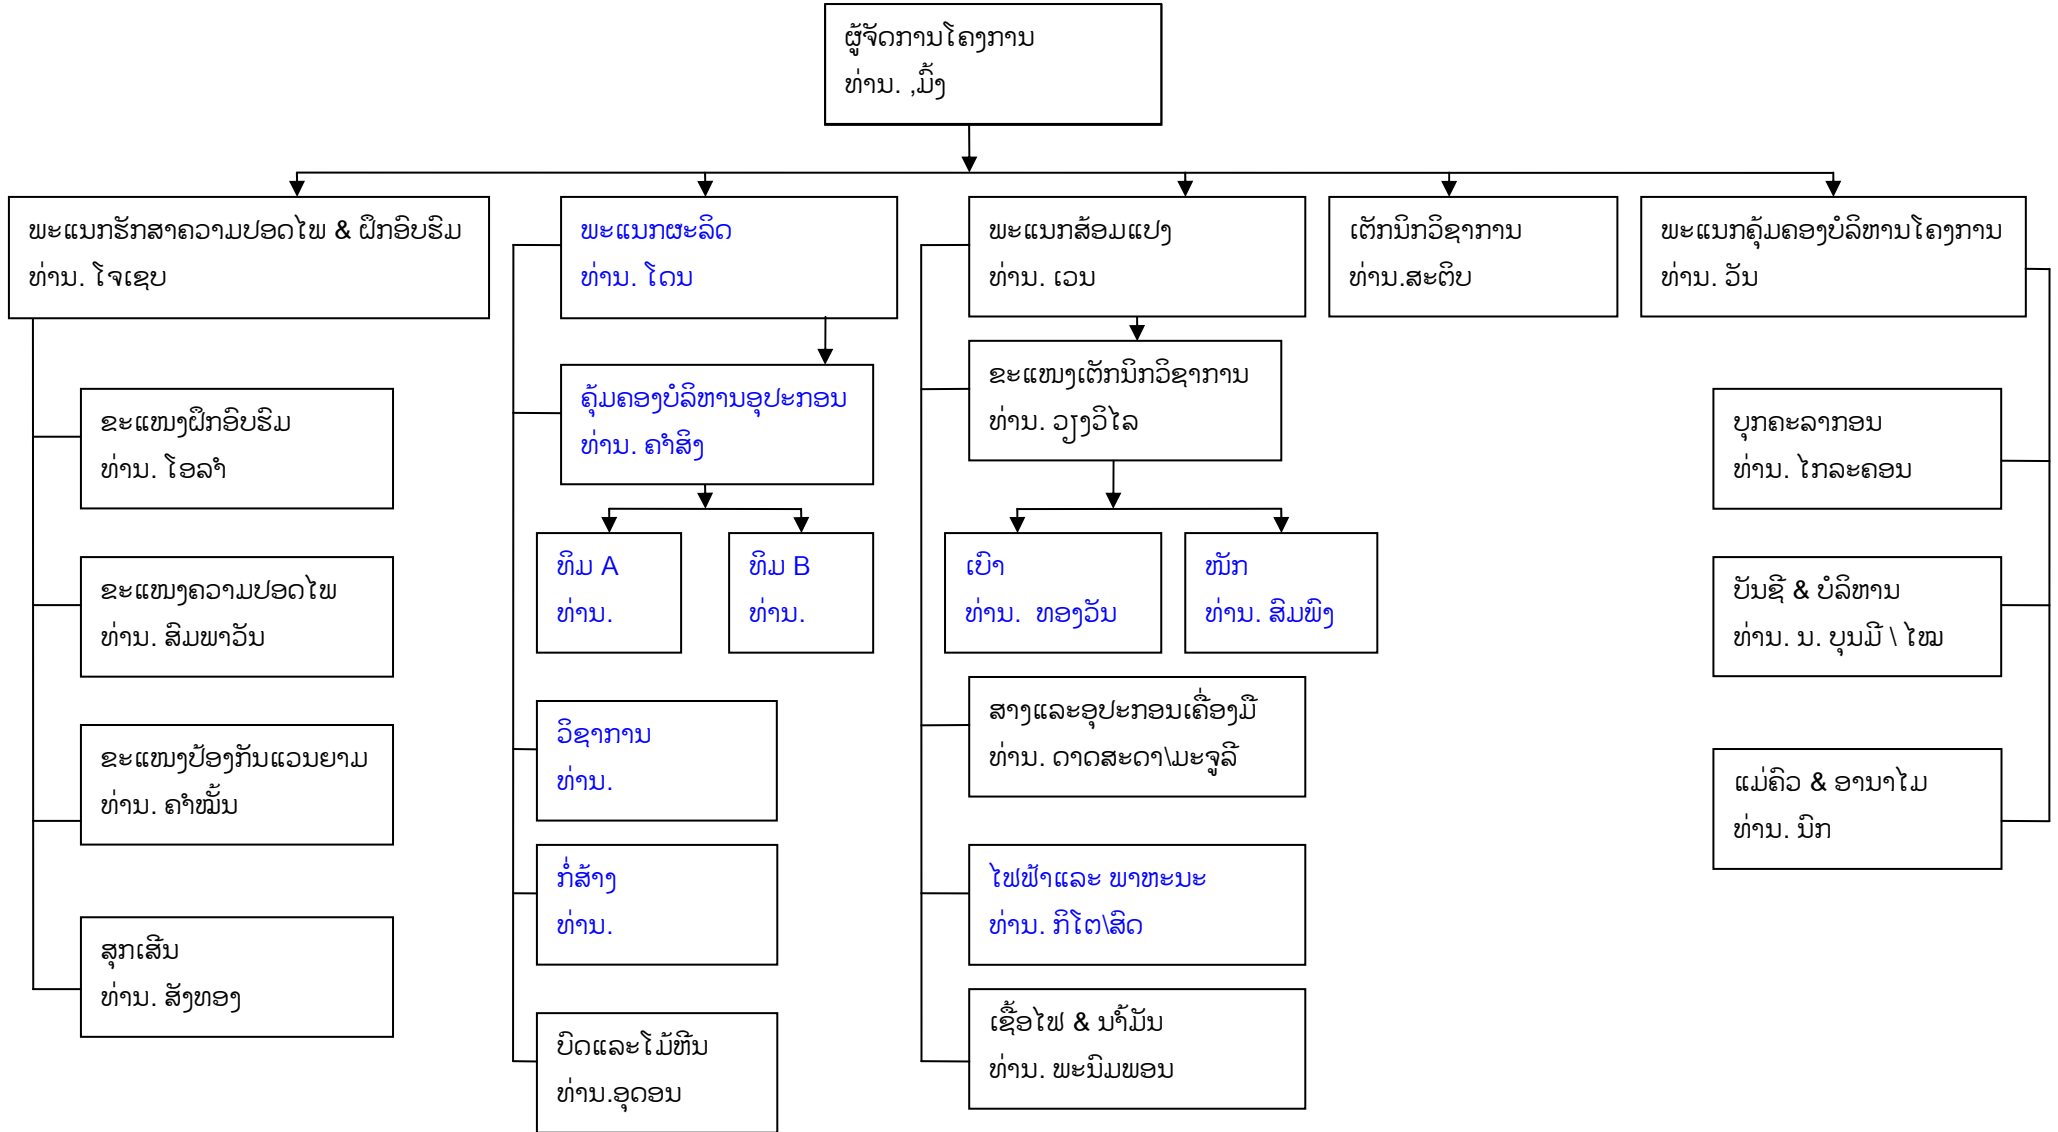 ຜູ້ຈັດການໂຄງການ
ທ່ານ. ,ມົ້ງ
ພະແນກຮັກສາຄວາມປອດໄພ & ຝຶກອົບຮົມ
ທ່ານ. ໂຈເຊບ
ຂະແໜງຝຶກອົບຮົມ
ທ່ານ. ໂອລຳ
ຂະແໜງຄວາມປອດໄພ
ທ່ານ. ສົມພາວັນ
ຂະແໜງປ້ອງກັນແວນຍາມ
ທ່ານ. ຄຳໝັ້ນ
ສຸກເສີນ
ທ່ານ. ສັງທອງ
ພະແນກຜະລິດ
ທ່ານ. ໂດນ
ຄຸ້ມຄອງບໍລິຫານອຸປະກອນ
ທ່ານ. ຄຳສິງ
ທິມ A
ທ່ານ.
ທິມ B
ທ່ານ.
ວິຊາການ
ທ່ານ.
ກໍ່ສ້າງ
ທ່ານ.
ບົດແລະໂມ້ຫີນ
ທ່ານ.ອຸດອນ
ພະແນກສ້ອມແປງ
ທ່ານ. ເວນ
ຂະແໜງເຕັກນິກວິຊາການ
ທ່ານ. ວຽງວິໄລ
ເບົາ
ທ່ານ.  ທອງວັນ
ໜັກ
ທ່ານ. ສົມພົງ
ສາງແລະອຸປະກອນເຄື່ອງມື
ທ່ານ. ດາດສະດາ\ມະຈູລີ
ໄຟຟ້າແລະ ພາຫະນະ
ທ່ານ. ກິໂຕ\ສົດ
ເຊື້ອໄຟ & ນໍ້າມັນ
ທ່ານ. ພະນົມພອນ
ເຕັກນິກວິຊາການ
ທ່ານ.ສະຕິບ
ພະແນກຄຸ້ມຄອງບໍລິຫານໂຄງການ
ທ່ານ. ວັນ
ບຸກຄະລາກອນ
ທ່ານ. ໄກລະຄອນ
ບັນຊີ & ບໍລິຫານ
ທ່ານ. ນ. ບຸນມີ \ ໄໝ
ແມ່ຄົວ & ອານາໄມ
ທ່ານ. ນົກ